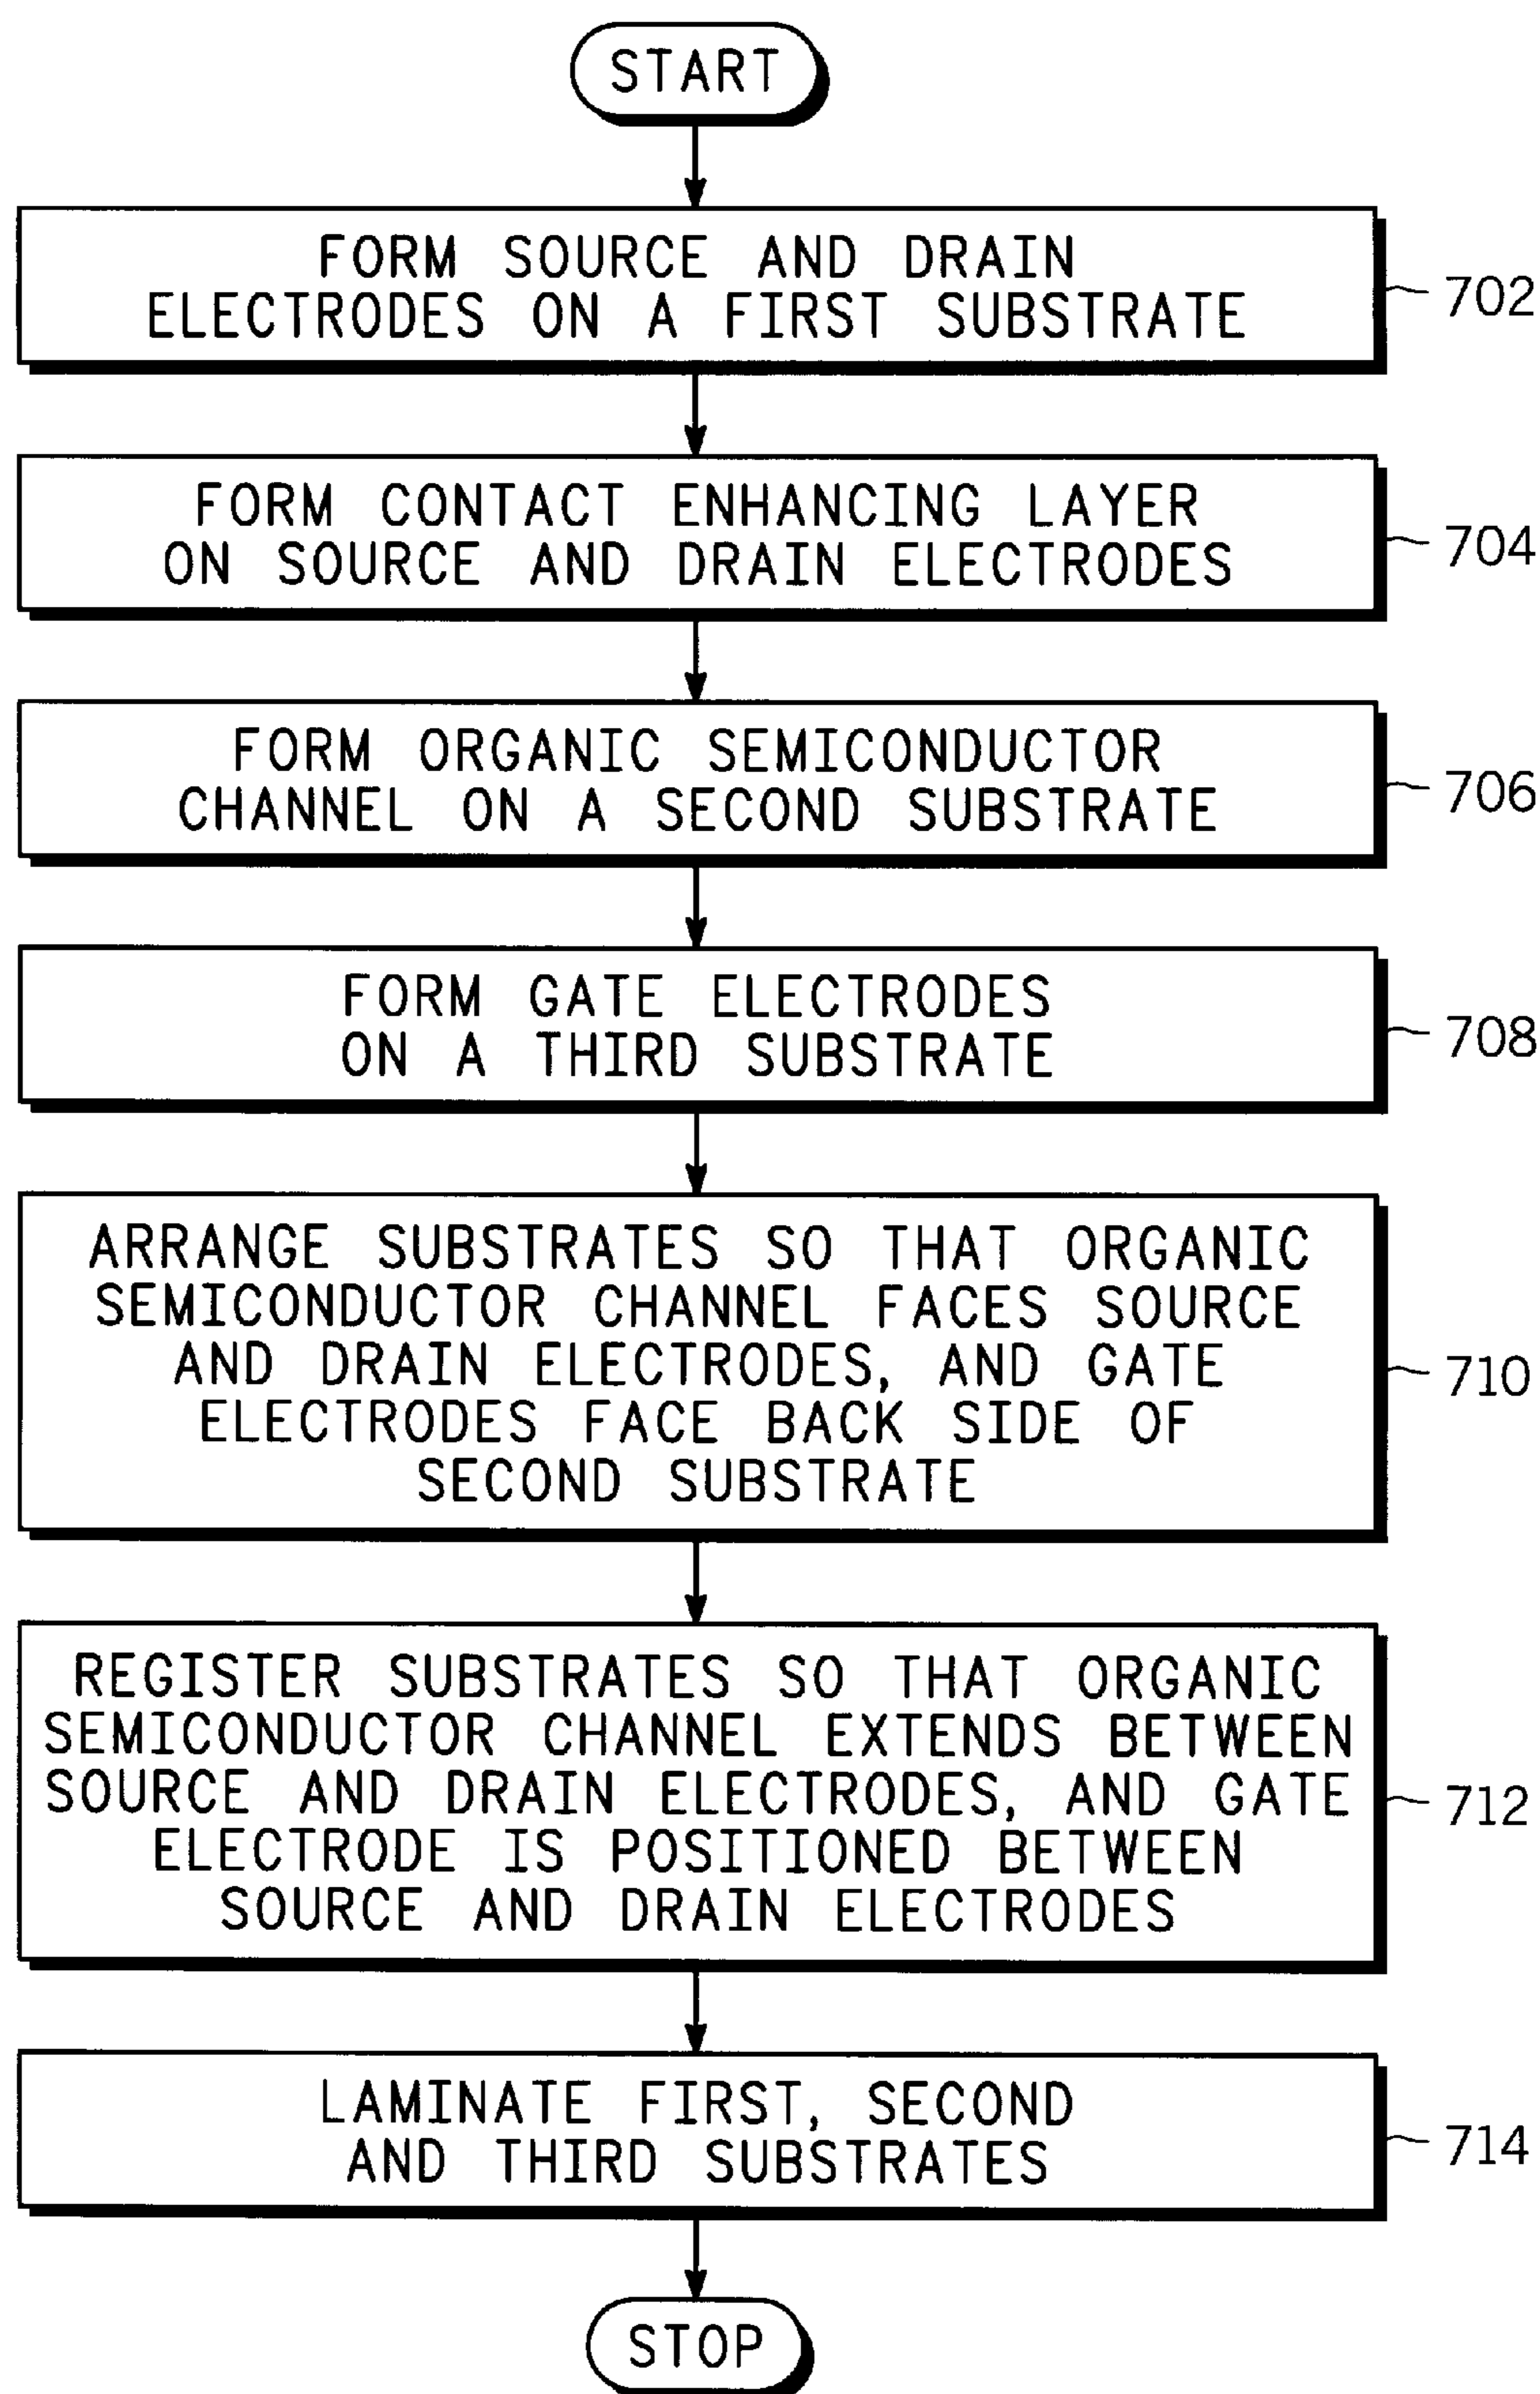 START
FORM SOURCE AND DRAIN
ELECTRODES ON A FIRST SUBSTRATE
702
FORM CONTACT ENHANCING LAYER
ON SOURCE AND DRAIN ELECTRODES
704
FORM ORGANIC SEMICONDUCTOR
CHANNEL ON A SECOND SUBSTRATE
706
FORM GATE ELECTRODES
ON A THIRD SUBSTRATE
708
ARRANGE SUBSTRATES SO THAT ORGANIC
SEMICONDUCTOR CHANNEL FACES SOURCE
AND DRAIN ELECTRODES, AND GATE
ELECTRODES FACE BACK SIDE OF
SECOND SUBSTRATE
710
REGISTER SUBSTRATES SO THAT ORGANIC
SEMICONDUCTOR CHANNEL EXTENDS BETWEEN
SOURCE AND DRAIN ELECTRODES, AND GATE
ELECTRODE IS POSITIONED BETWEEN
SOURCE AND DRAIN ELECTRODES
712
LAMINATE FIRST, SECOND
AND THIRD SUBSTRATES
714
STOP